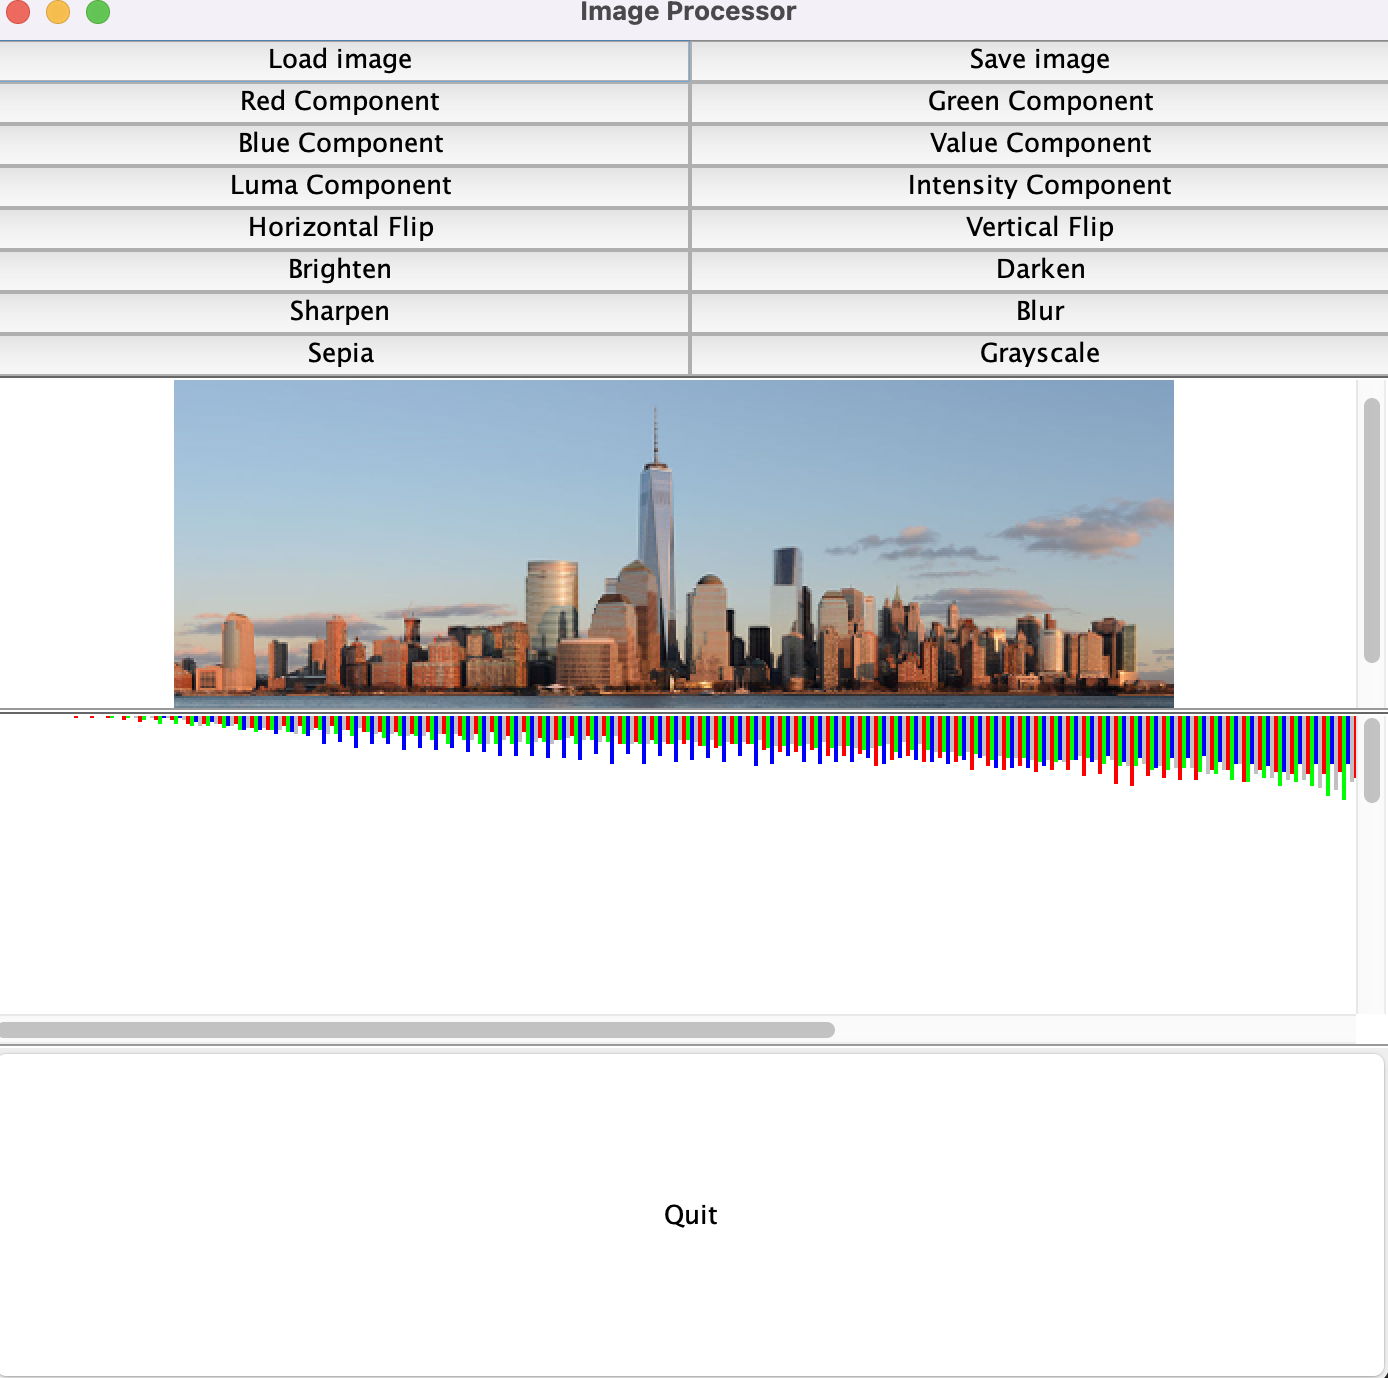 Image Processor
Load image
Save image
Red Component
Green Component
Blue Component
Value Component
Luma Component
Intensity Component
Horizontal Flip
Vertical Flip
Brighten
Darken
Sharpen
Blur
Sepia
Grayscale
Quit